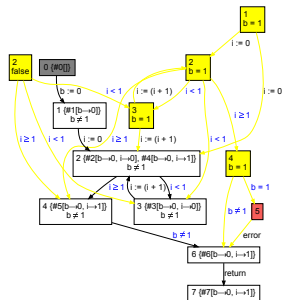 1
b = 1
i := 0
2
false
0 {#0[]}
2
b = 1
b := 0
i < 1
i := (i + 1)
i < 1
i := 0
1 {#1[b→0]}
b ≠ 1
3
b = 1
i < 1
i ≥ 1
i ≥ 1
i < 1
i := 0
i ≥ 1
i := (i + 1)
2 {#2[b→0, i→0], #4[b→0, i→1]}
b ≠ 1
4
b = 1
i ≥ 1
i := (i + 1)
i < 1
b = 1
4 {#5[b→0, i→1]}
b ≠ 1
3 {#3[b→0, i→0]}
b ≠ 1
b ≠ 1
5
b ≠ 1
error
6 {#6[b→0, i→1]}
return
7 {#7[b→0, i→1]}